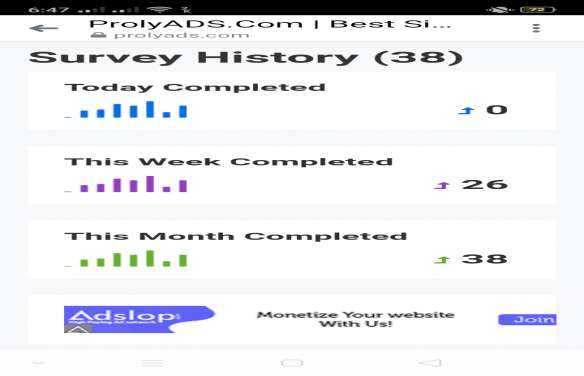 6:47
72
ProlyADS.Com | Best Si...
prolyads.com
Survey History (38)
Today Completed
0
This Week Completed
26
This Month Completed
38
Adslop
Monetize Your website
With Us!
Join